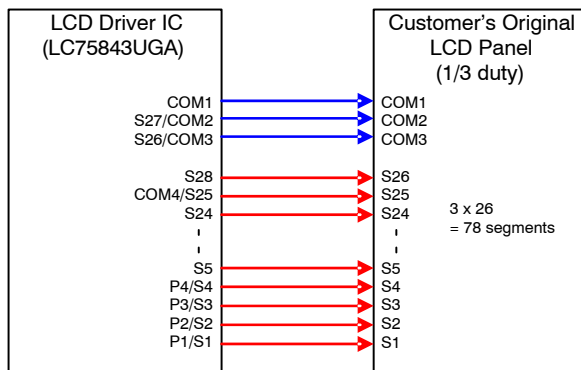 LCD Driver IC
(LC75843UGA)
Customer's Original
LCD Panel
(1/3 duty)
COM1 COM1
S27/COM2 COM2
S26/COM3 COM3
S28 S26
COM4/S25 S25
S24 S24
3 x 26
= 78 segments
S5 S5
P4/S4 S4
P3/S3 S3
P2/S2 S2
P1/S1 S1